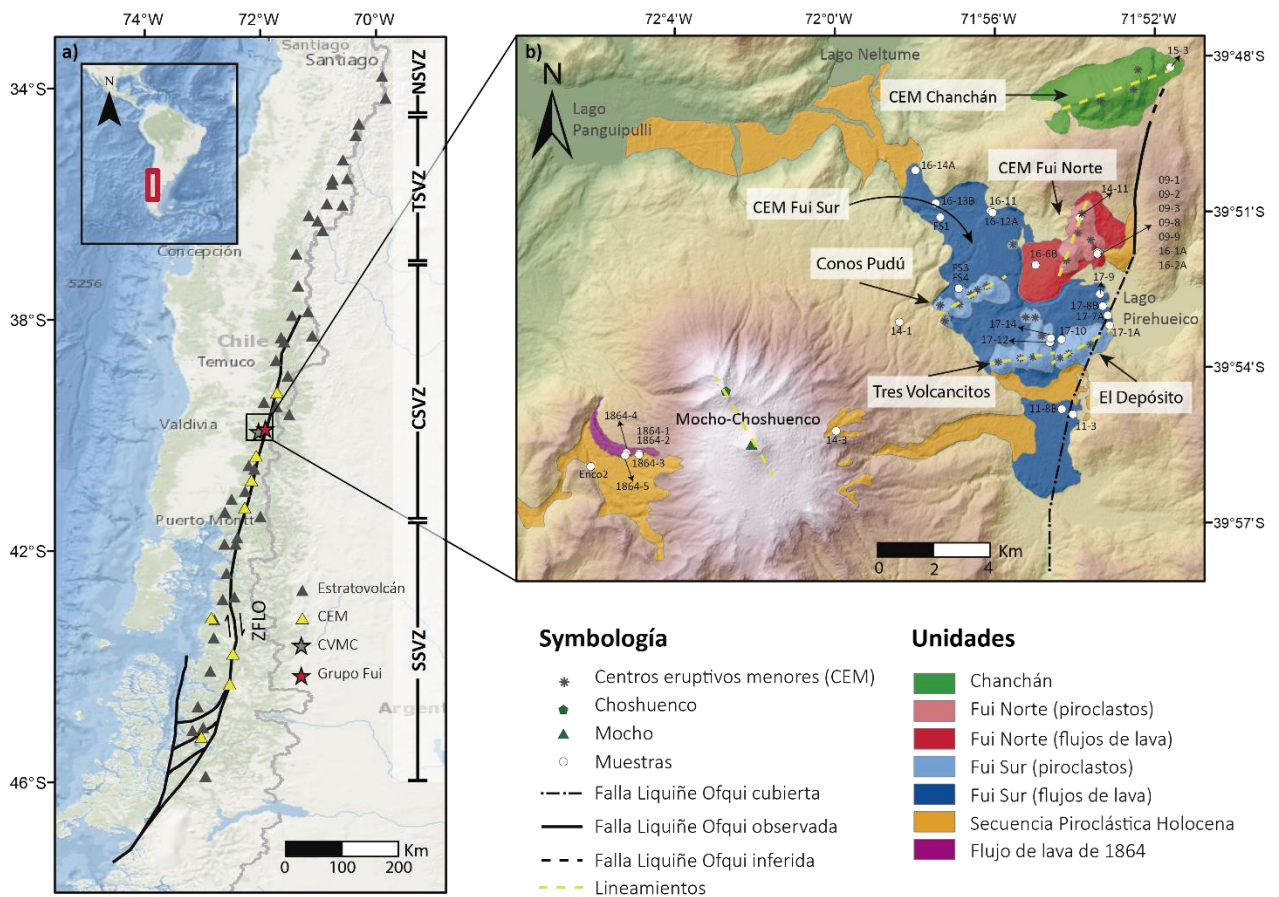 74°W
72°W
70°W
a)
N
Santiago
Santiago
34°S
NSVZ
TSVZ
Concepción
5256
38°S
Chile
Temuco
Valdivia
CSVZ
Puerto Montt
42°S
ZFLO
Estratovolcán
CEM
CVMC
Grupo Fui
SSVZ
Argent
46°S
Km
0 100 200
72°4'W
72°0'W
71°56'W
71°52'W
b)
N
Lago Neltume
Lago
Panguipulli
CEM Chanchán
15-3
39°48'S
CEM Fui Norte
14-11
09-1
09-2
09-3
09-8
09-9
16-1A
16-2A
39°51'S
16-14A
CEM Fui Sur
16-13B
FS1
16-11
16-12A
16-6B
Conos Pudú
FS3
FS4
17-9
17-8B
17-7A
17-1A
Lago
Pirehueico
14-1
17-14
17-10
17-12
39°54'S
Tres Volcancitos
El Depósito
Mocho-Choshuenco
11-8B
11-3
14-3
1864-4
1864-1
1864-2
1864-3
Enco2
1864-5
39°57'S
Km
0 2 4
Symbología
Centros eruptivos menores (CEM)
Choshuenco
Mocho
Muestras
Falla Liquiñe Ofqui cubierta
Falla Liquiñe Ofqui observada
Falla Liquiñe Ofqui inferida
Lineamientos
Unidades
Chanchán
Fui Norte (piroclastos)
Fui Norte (flujos de lava)
Fui Sur (piroclastos)
Fui Sur (flujos de lava)
Secuencia Piroclástica Holocena
Flujo de lava de 1864